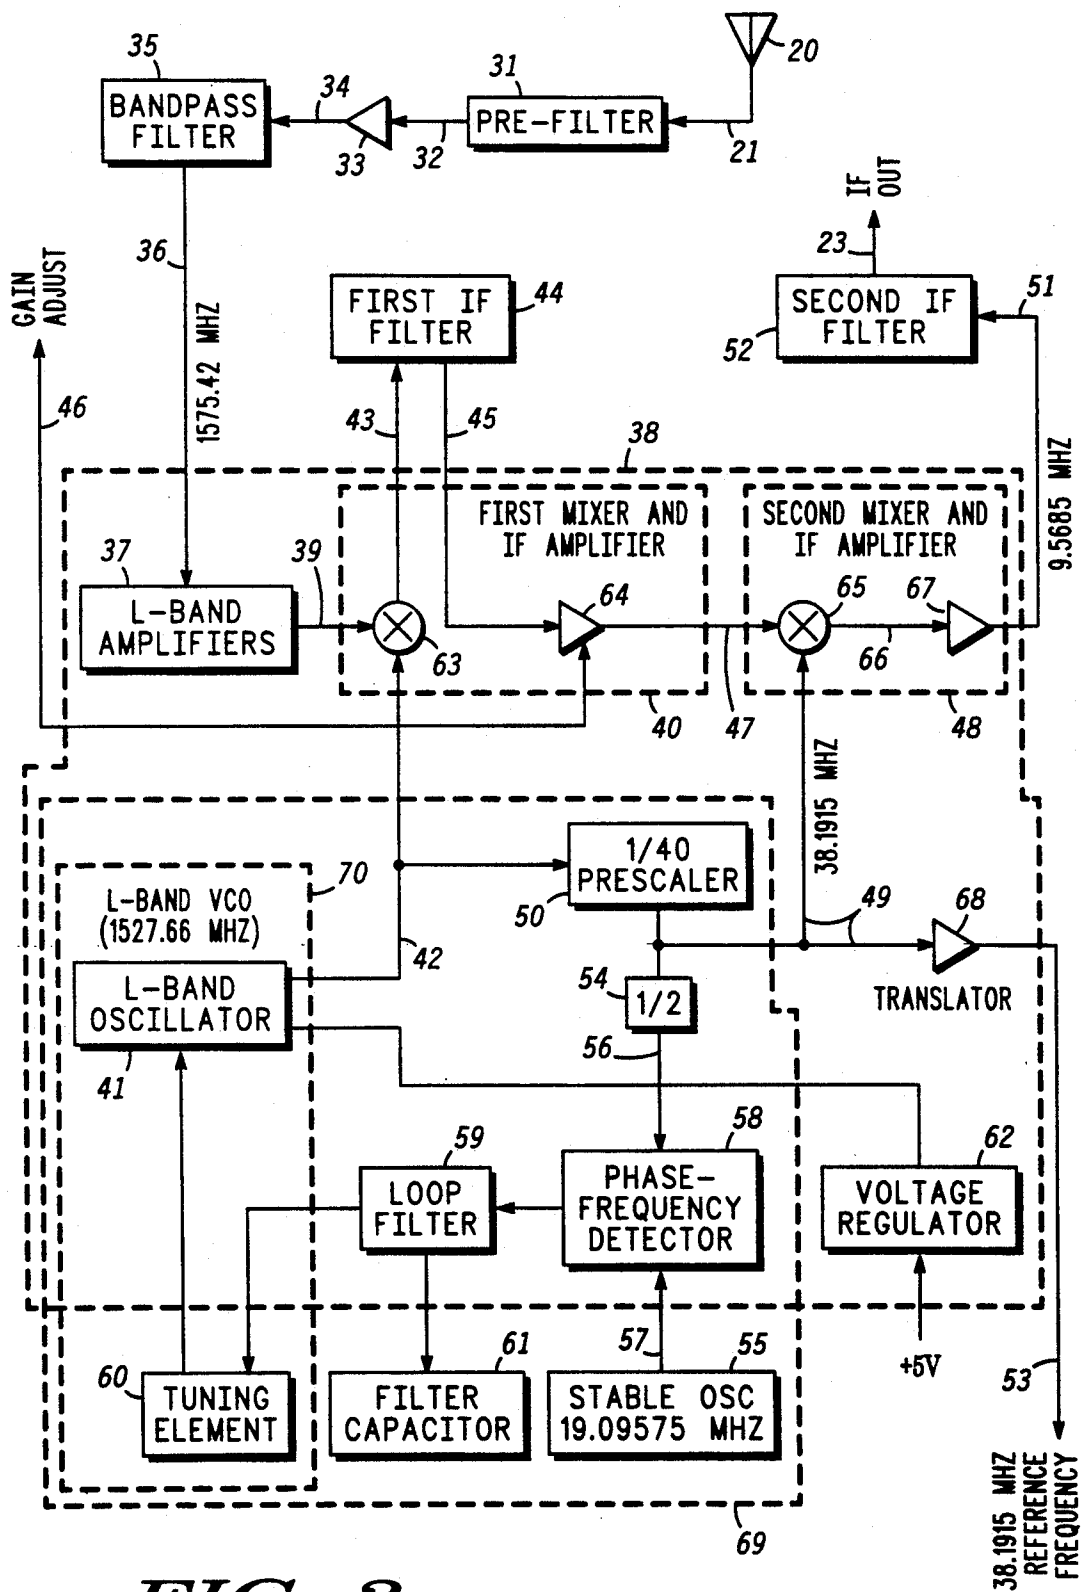 20
35
BANDPASS
FILTER
34
33
32
31
PRE-FILTER
21
IF
OUT
23
36
1575.42 MHZ
GAIN
ADJUST
46
FIRST IF
FILTER
44
43
45
SECOND IF
FILTER
52
51
9.5685 MHZ
38
FIRST MIXER AND
IF AMPLIFIER
SECOND MIXER AND
IF AMPLIFIER
37
L-BAND
AMPLIFIERS
39
63
64
65
66
67
40
47
48
38.1915 MHZ
1/40
PRESCALER
50
70
L-BAND VCO
(1527.66 MHZ)
42
49
68
TRANSLATOR
L-BAND
OSCILLATOR
41
54
1/2
56
58
PHASE-
FREQUENCY
DETECTOR
59
LOOP
FILTER
62
VOLTAGE
REGULATOR
+5V
53
60
TUNING
ELEMENT
61
FILTER
CAPACITOR
57
55
STABLE OSC
19.09575 MHZ
69
38.1915 MHZ
REFERENCE
FREQUENCY